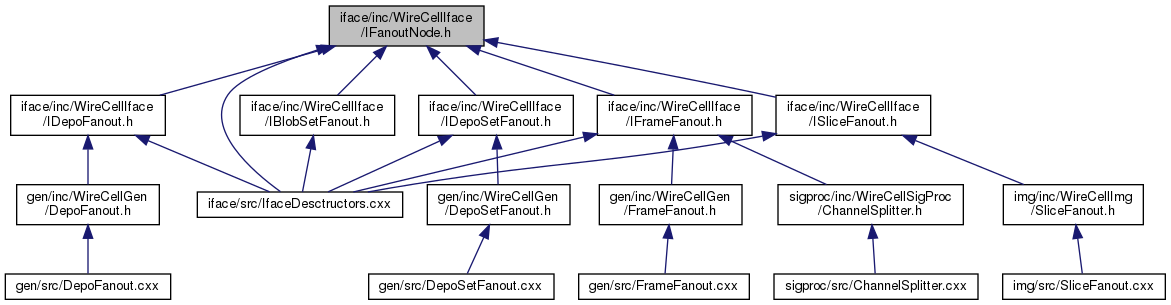 iface/inc/WireCellIface
/IFanoutNode.h
iface/inc/WireCellIface
/IDepoFanout.h
iface/inc/WireCellIface
/IBlobSetFanout.h
iface/inc/WireCellIface
/IDepoSetFanout.h
iface/inc/WireCellIface
/IFrameFanout.h
iface/inc/WireCellIface
/ISliceFanout.h
gen/inc/WireCellGen
/DepoFanout.h
iface/src/IfaceDesctructors.cxx
gen/inc/WireCellGen
/DepoSetFanout.h
gen/inc/WireCellGen
/FrameFanout.h
sigproc/inc/WireCellSigProc
/ChannelSplitter.h
img/inc/WireCellImg
/SliceFanout.h
gen/src/DepoFanout.cxx
gen/src/DepoSetFanout.cxx
gen/src/FrameFanout.cxx
sigproc/src/ChannelSplitter.cxx
img/src/SliceFanout.cxx